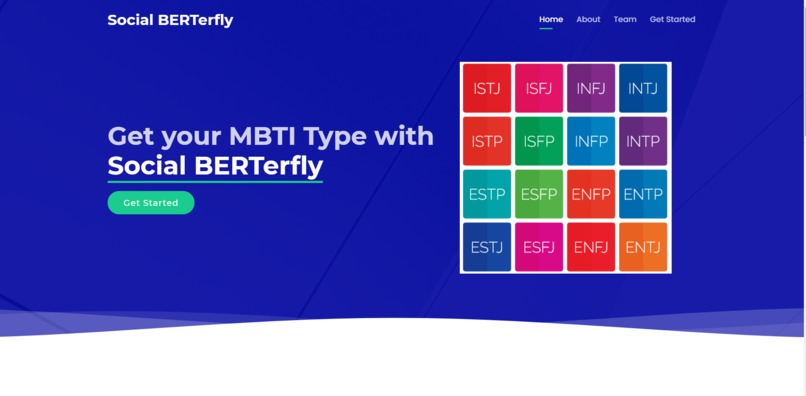 Social BERTerfly
Home About Team Get Started
Get your MBTI Type with
Social BERTerfly
Get Started
ISTJ ISFJ INFJ INTJ
ISTP ISFP INFP INTP
ESTP ESFP ENFP ENTP
ESTJ ESFJ ENFJ ENTJ